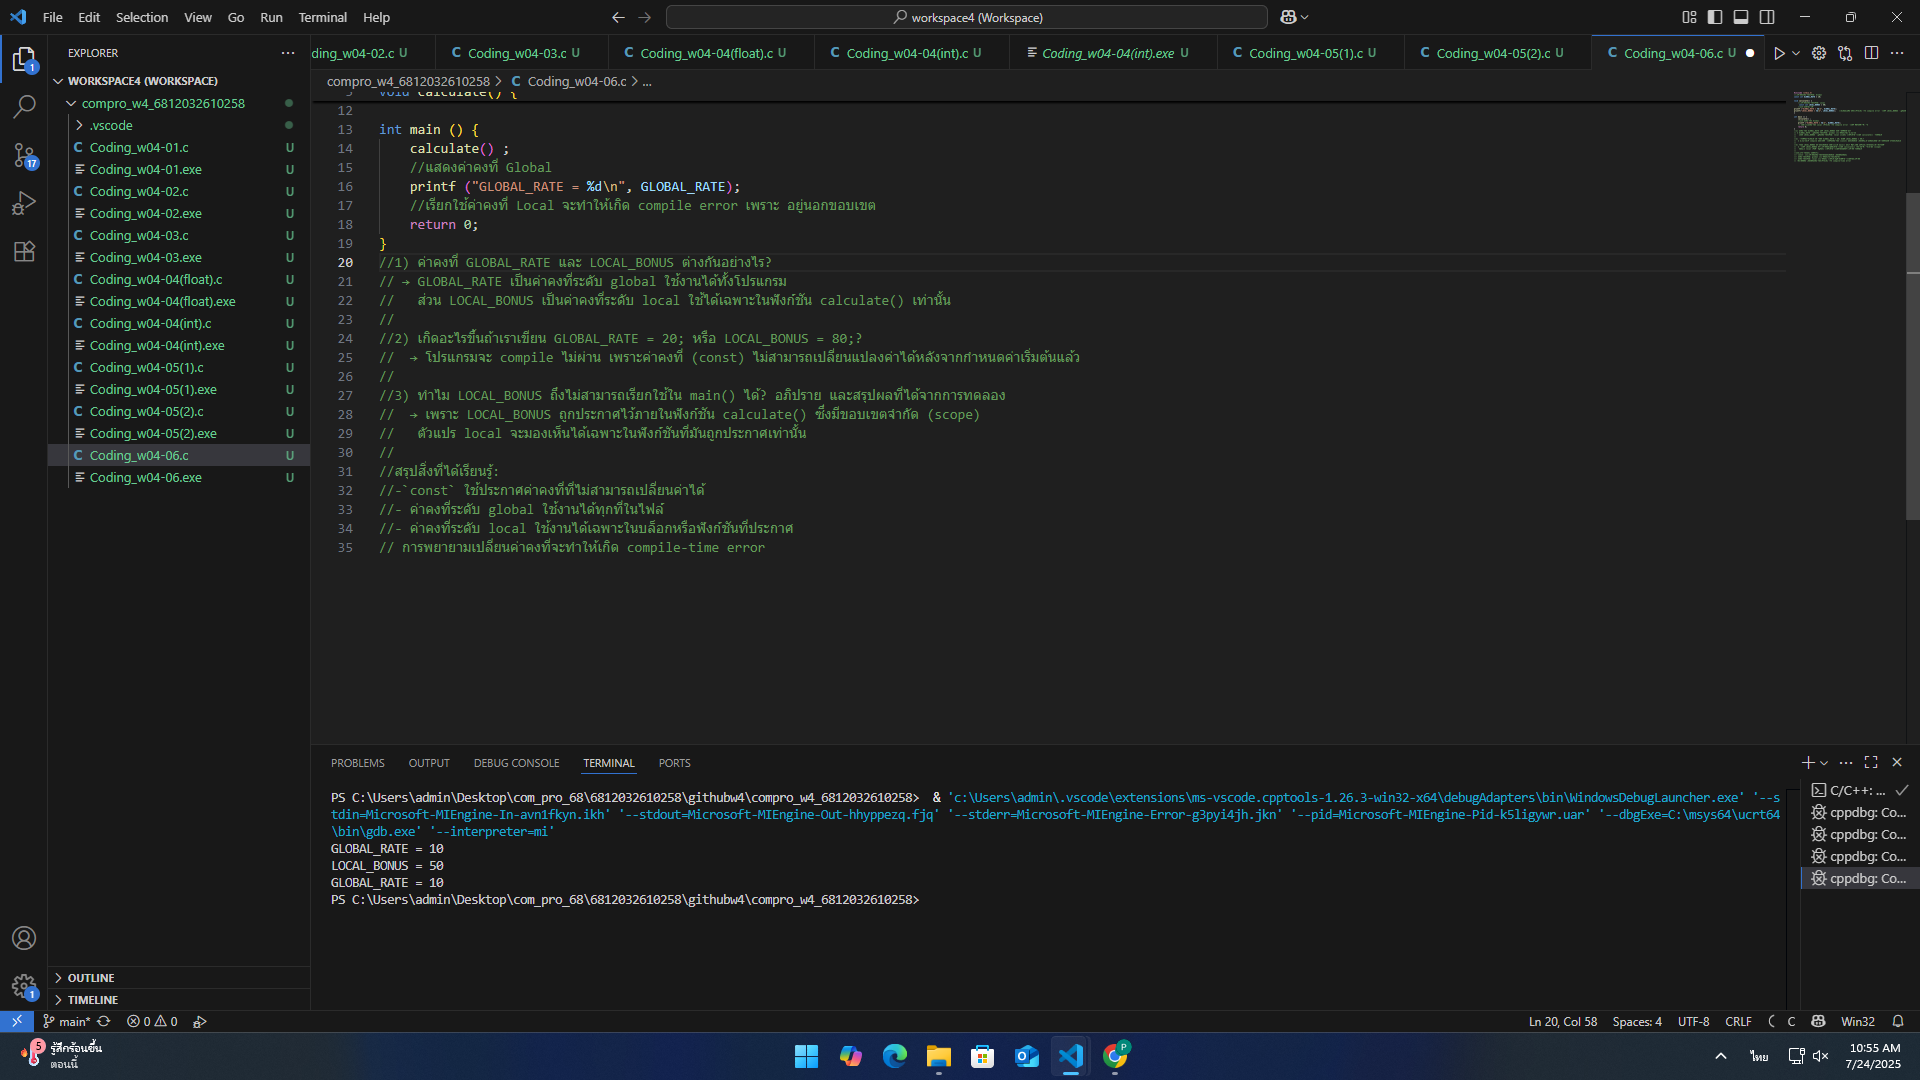 File Edit Selection View Go Run Terminal Help
workspace4 (Workspace)
EXPLORER
ding_w04-02.c U
Coding_w04-03.c U
Coding_w04-04(float).c U
Coding_w04-04(int).c U
Coding_w04-04(int).exe U
Coding_w04-05(1).c U
Coding_w04-05(2).c U
Coding_w04-06.c U
WORKSPACE4 (WORKSPACE)
compro_w4_6812032610258
.vscode
Coding_w04-01.c U
Coding_w04-01.exe U
Coding_w04-02.c U
Coding_w04-02.exe U
Coding_w04-03.c U
Coding_w04-03.exe U
Coding_w04-04(float).c U
Coding_w04-04(float).exe U
Coding_w04-04(int).c U
Coding_w04-04(int).exe U
Coding_w04-05(1).c U
Coding_w04-05(1).exe U
Coding_w04-05(2).c U
Coding_w04-05(2).exe U
Coding_w04-06.c U
Coding_w04-06.exe U
OUTLINE
TIMELINE
compro_w4_6812032610258 > C Coding_w04-06.c > ...
void calculate() {
12
13 int main () {
14 calculate() ;
15 //แสดงค่าคงที่ Global
16 printf ("GLOBAL_RATE = %d\n", GLOBAL_RATE);
17 //เรียกใช้ค่าคงที่ Local จะทำให้เกิด compile error เพราะ อยู่นอกขอบเขต
18 return 0;
19 }
20 //1) ค่าคงที่ GLOBAL_RATE และ LOCAL_BONUS ต่างกันอย่างไร?
21 // → GLOBAL_RATE เป็นค่าคงที่ระดับ global ใช้งานได้ทั้งโปรแกรม
22 // ส่วน LOCAL_BONUS เป็นค่าคงที่ระดับ local ใช้ได้เฉพาะในฟังก์ชัน calculate() เท่านั้น
23 //
24 //2) เกิดอะไรขึ้นถ้าเราเขียน GLOBAL_RATE = 20; หรือ LOCAL_BONUS = 80;?
25 // → โปรแกรมจะ compile ไม่ผ่าน เพราะค่าคงที่ (const) ไม่สามารถเปลี่ยนแปลงค่าได้หลังจากกำหนดค่าเริ่มต้นแล้ว
26 //
27 //3) ทำไม LOCAL_BONUS ถึงไม่สามารถเรียกใช้ใน main() ได้? อภิปราย และสรุปผลที่ได้จากการทดลอง
28 // → เพราะ LOCAL_BONUS ถูกประกาศไว้ภายในฟังก์ชัน calculate() ซึ่งมีขอบเขตจำกัด (scope)
29 // ตัวแปร local จะมองเห็นได้เฉพาะในฟังก์ชันที่มันถูกประกาศเท่านั้น
30 //
31 //สรุปสิ่งที่ได้เรียนรู้:
32 //-`const` ใช้ประกาศค่าคงที่ที่ไม่สามารถเปลี่ยนค่าได้
33 //- ค่าคงที่ระดับ global ใช้งานได้ทุกที่ในไฟล์
34 //- ค่าคงที่ระดับ local ใช้งานได้เฉพาะในบล็อกหรือฟังก์ชันที่ประกาศ
35 // การพยายามเปลี่ยนค่าคงที่จะทำให้เกิด compile-time error
PROBLEMS OUTPUT DEBUG CONSOLE TERMINAL PORTS
PS C:\Users\admin\Desktop\com_pro_68\6812032610258\githubw4\compro_w4_6812032610258> & 'c:\Users\admin\.vscode\extensions\ms-vscode.cpptools-1.26.3-win32-x64\debugAdapters\bin\WindowsDebugLauncher.exe' '--s
tdin=Microsoft-MIEngine-In-avn1fkyn.ikh' '--stdout=Microsoft-MIEngine-Out-hhyppezq.fjq' '--stderr=Microsoft-MIEngine-Error-g3pyi4jh.jkn' '--pid=Microsoft-MIEngine-Pid-k5ligywr.uar' '--dbgExe=C:\msys64\ucrt64
\bin\gdb.exe' '--interpreter=mi'
GLOBAL_RATE = 10
LOCAL_BONUS = 50
GLOBAL_RATE = 10
PS C:\Users\admin\Desktop\com_pro_68\6812032610258\githubw4\compro_w4_6812032610258>
C/C++: ...
cppdbg: Co...
cppdbg: Co...
cppdbg: Co...
cppdbg: Co...
main* 0 0
Ln 20, Col 58 Spaces: 4 UTF-8 CRLF C Win32
รู้สึกร้อนขึ้น
ตอนนี้
ไทย
10:55 AM
7/24/2025